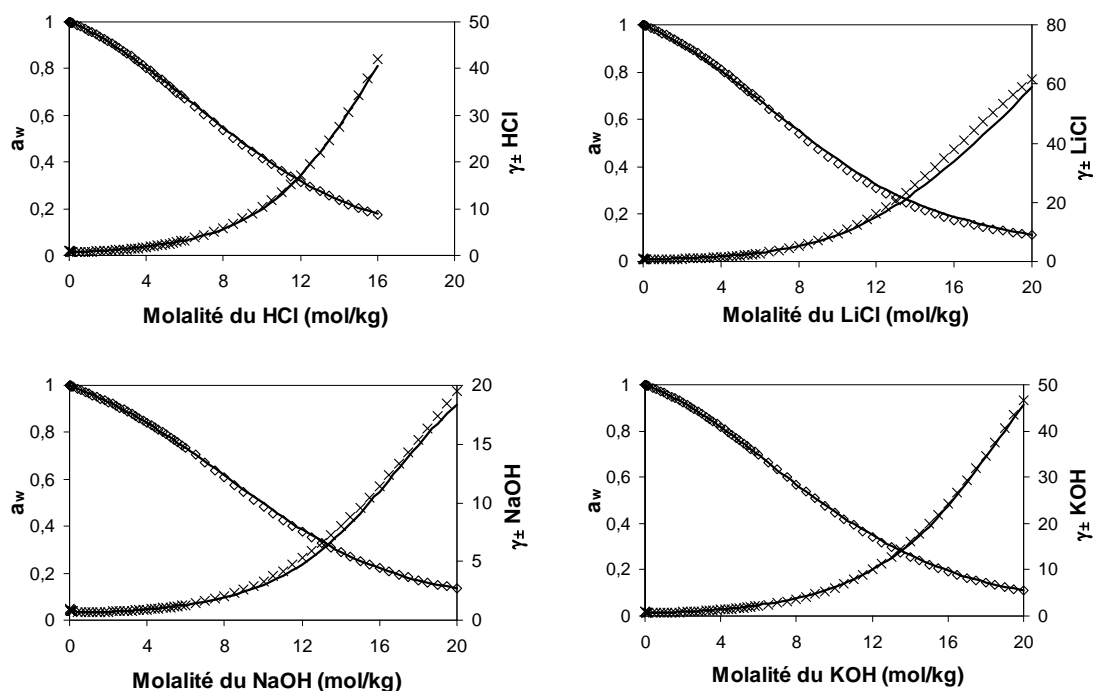 1
0,8
0,6
0,4
0,2
0
a_w
50
40
30
20
10
0
γ± HCl
0 4 8 12 16 20
Molalité du HCl (mol/kg)
1
0,8
0,6
0,4
0,2
0
a_w
80
60
40
20
0
γ± LiCl
0 4 8 12 16 20
Molalité du LiCl (mol/kg)
1
0,8
0,6
0,4
0,2
0
a_w
20
15
10
5
0
γ± NaOH
0 4 8 12 16 20
Molalité du NaOH (mol/kg)
1
0,8
0,6
0,4
0,2
0
a_w
50
40
30
20
10
0
γ± KOH
0 4 8 12 16 20
Molalité du KOH (mol/kg)